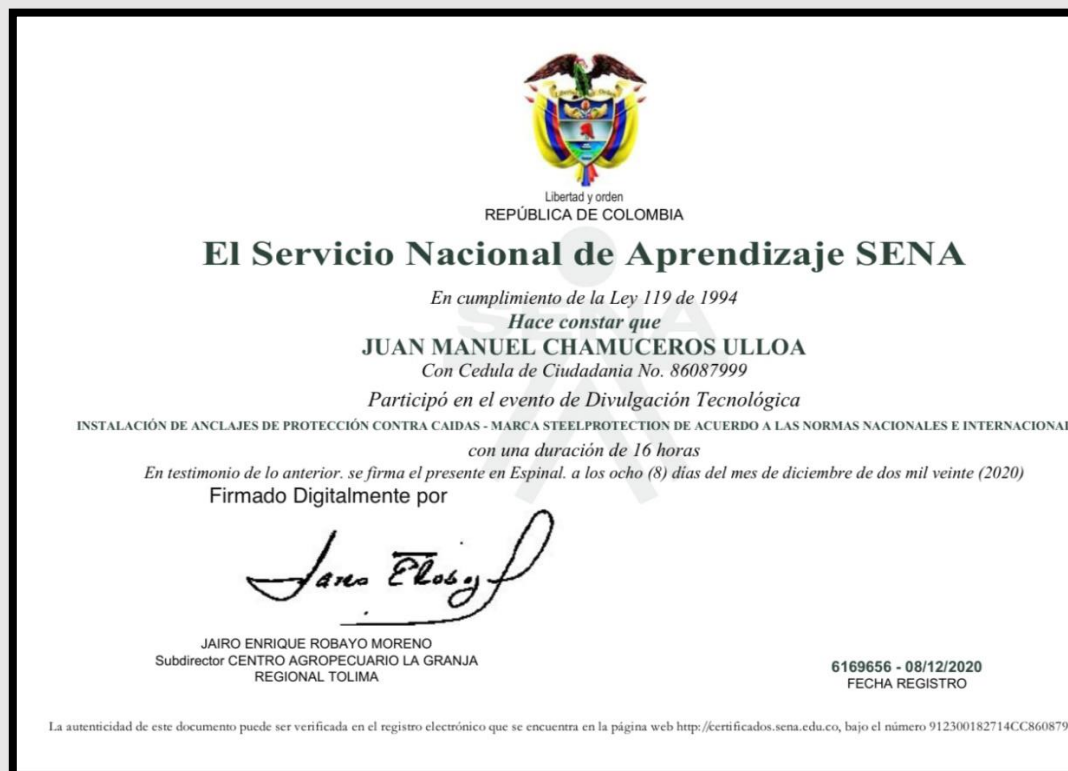 Libertad y orden
REPÚBLICA DE COLOMBIA
El Servicio Nacional de Aprendizaje SENA
En cumplimiento de la Ley 119 de 1994
Hace constar que
JUAN MANUEL CHAMUCEROS ULLOA
Con Cedula de Ciudadania No. 86087999
Participó en el evento de Divulgación Tecnológica
INSTALACIÓN DE ANCLAJES DE PROTECCIÓN CONTRA CAIDAS - MARCA STEELPROTECTION DE ACUERDO A LAS NORMAS NACIONALES E INTERNACIONAL
con una duración de 16 horas
En testimonio de lo anterior. se firma el presente en Espinal. a los ocho (8) días del mes de diciembre de dos mil veinte (2020)
Firmado Digitalmente por
JAIRO ENRIQUE ROBAYO MORENO
Subdirector CENTRO AGROPECUARIO LA GRANJA
REGIONAL TOLIMA
6169656 - 08/12/2020
FECHA REGISTRO
La autenticidad de este documento puede ser verificada en el registro electrónico que se encuentra en la página web http://certificados.sena.edu.co, bajo el número 912300182714CC860879